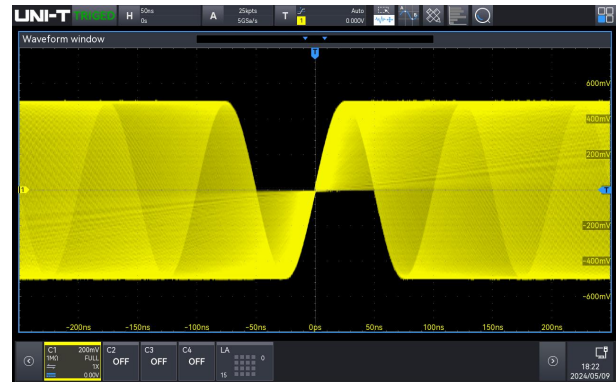 UNI-T TRIGED H 50ns 0s A 25kpts 5GSa/s T 1 Auto 0.000V
Waveform window
T
600mV
400mV
200mV
1 T
-200mV
-400mV
-600mV
-200ns -150ns -100ns -50ns 0ps 50ns 100ns 150ns 200ns
C1 200mV C2 C3 C4 LA
1MΩ FULL OFF OFF OFF 0
1X
0.00V 15
18:22
2024/05/09